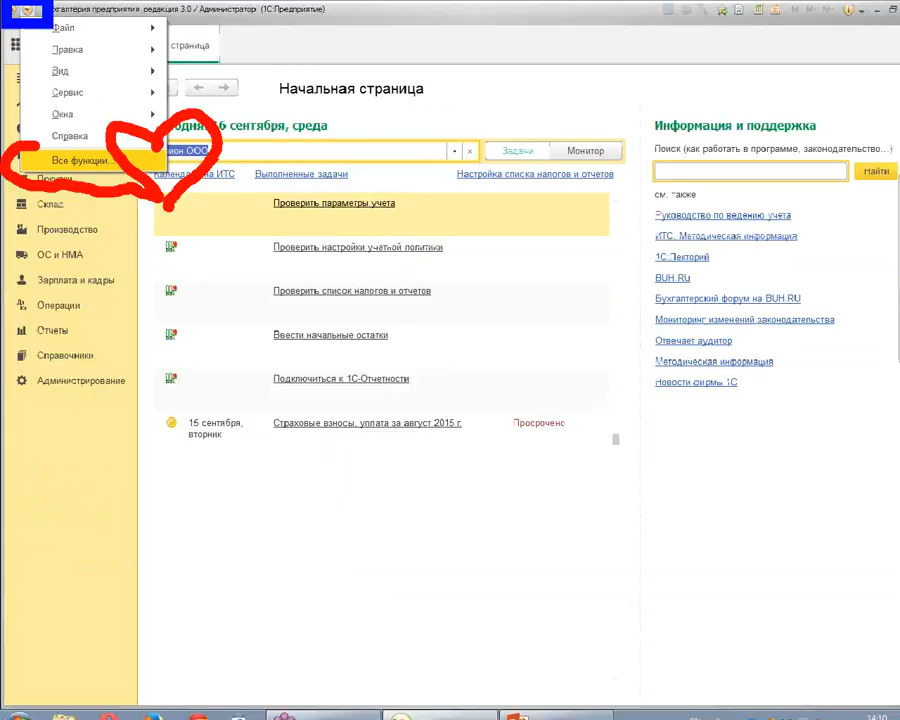 хгалтерия предприятия, редакция 3.0 / Администратор (1С:Предприятие)
Файл
Правка
Вид
Сервис
Окна
Справка
Все функции...
страница
Начальная страница
6 сентября, среда
ион ООО
Задачи
Монитор
ИТС
Выполненные задачи
Настройка списка налогов и отчетов
Проверить параметры учета
Проверить настройки учетной политики
Проверить список налогов и отчетов
Ввести начальные остатки
Подключиться к 1С-Отчетности
15 сентября,
вторник
Страховые взносы, уплата за август 2015 г.
Просрочено
Покупки
Склад
Производство
ОС и НМА
Зарплата и кадры
Операции
Отчеты
Справочники
Администрирование
Информация и поддержка
Поиск (как работать в программе, законодательство...)
Найти
см. также
Руководство по ведению учета
ИТС. Методическая информация
1С:Лекторий
BUH.RU
Бухгалтерский форум на BUH.RU
Мониторинг изменений законодательства
Отвечает аудитор
Методическая информация
Новости фирмы 1С
14:10